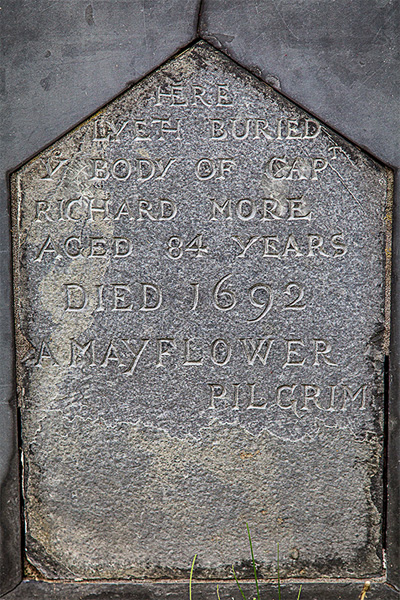 HERE
LYETH BURIED
Y BODY OF CAPT
RICHARD MORE
AGED 84 YEARS
DIED 1692
A MAYFLOWER
PILGRIM